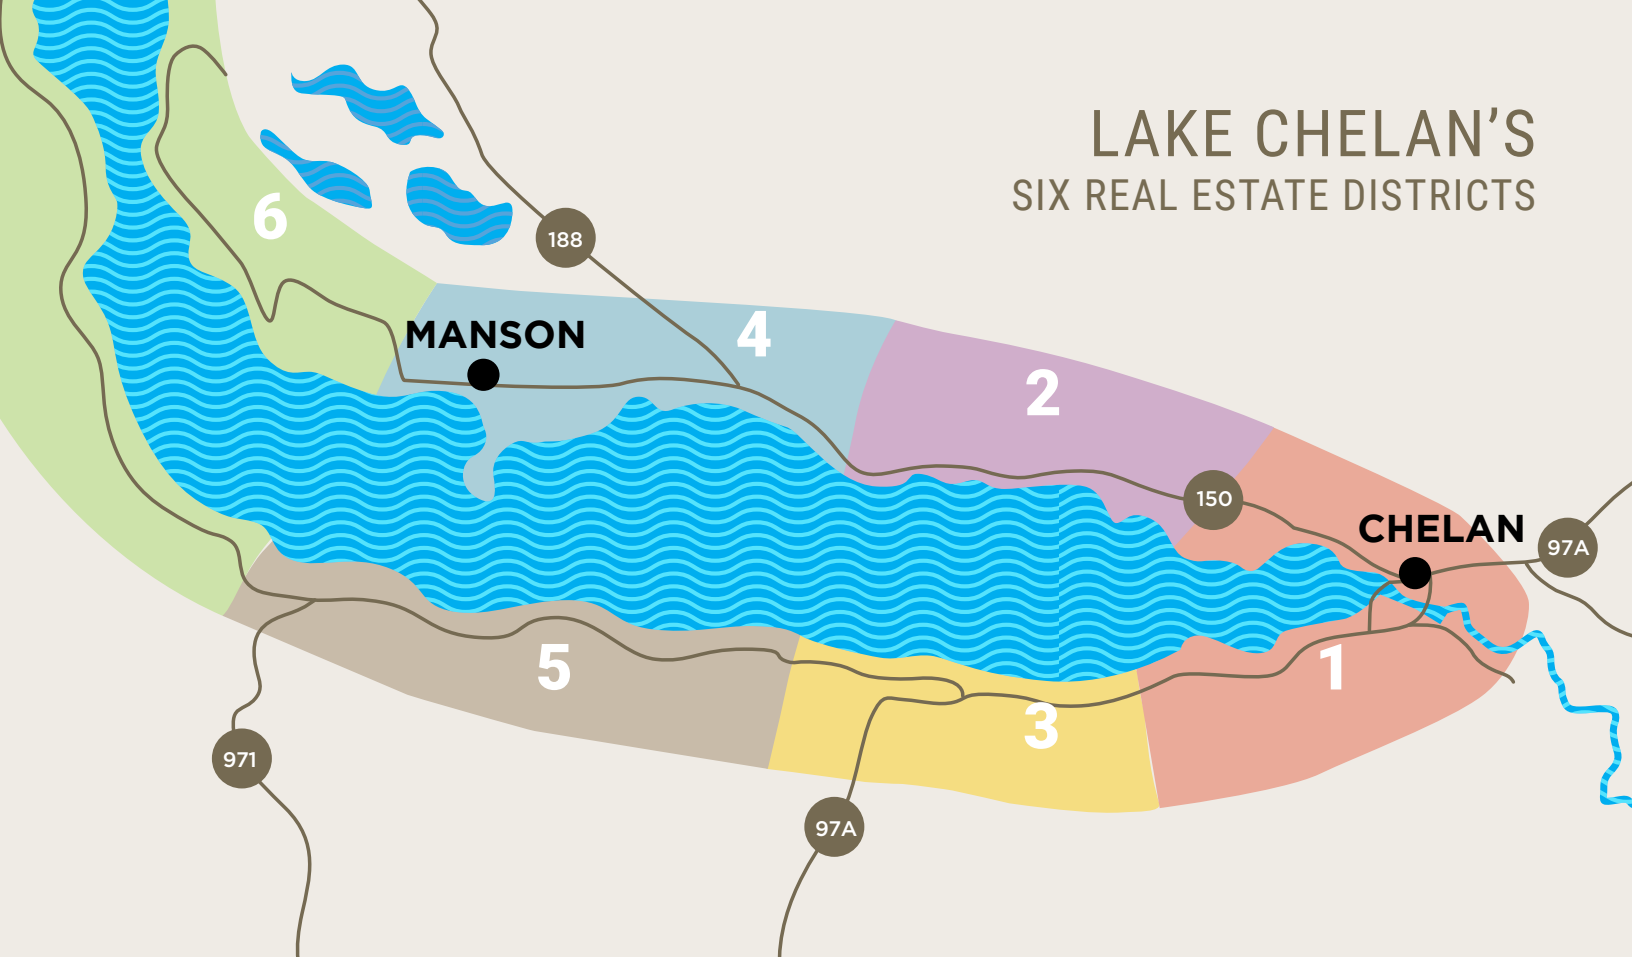 LAKE CHELAN’S
SIX REAL ESTATE DISTRICTS
6
188
MANSON
4
2
150
CHELAN
97A
5
1
3
971
97A